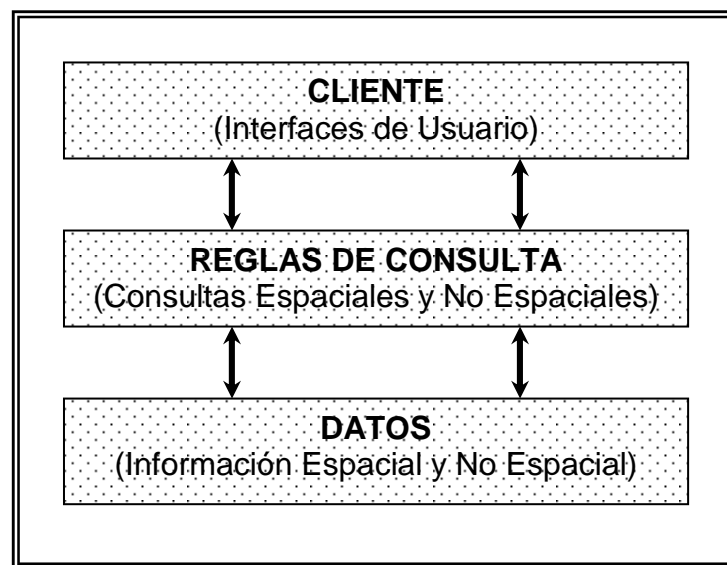 CLIENTE
(Interfaces de Usuario)
REGLAS DE CONSULTA
(Consultas Espaciales y No Espaciales)
DATOS
(Información Espacial y No Espacial)